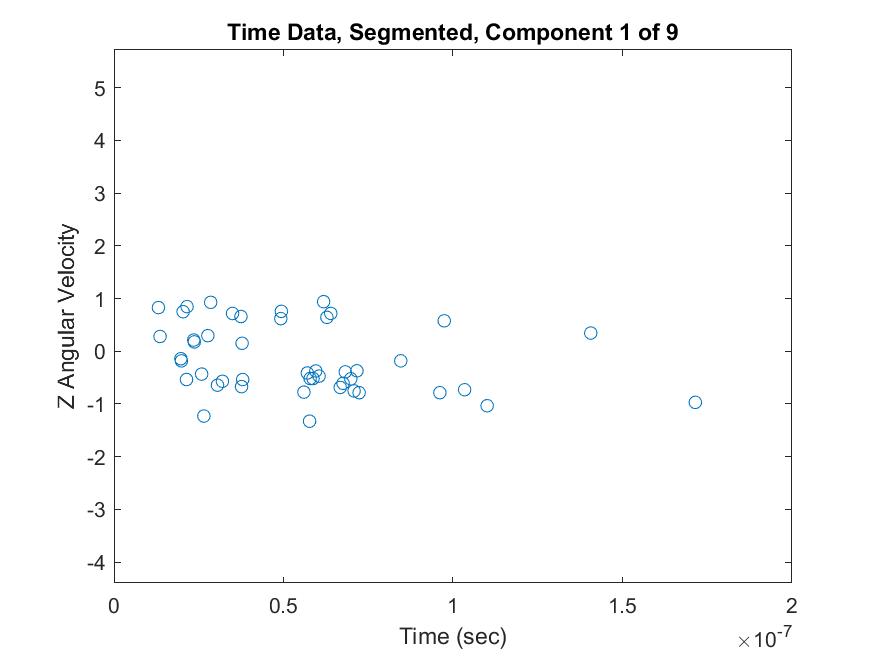 Time Data, Segmented, Component 1 of 9
5
4
3
2
1
0
-1
-2
-3
-4
Z Angular Velocity
0 0.5 1 1.5 2
Time (sec)
×10-7